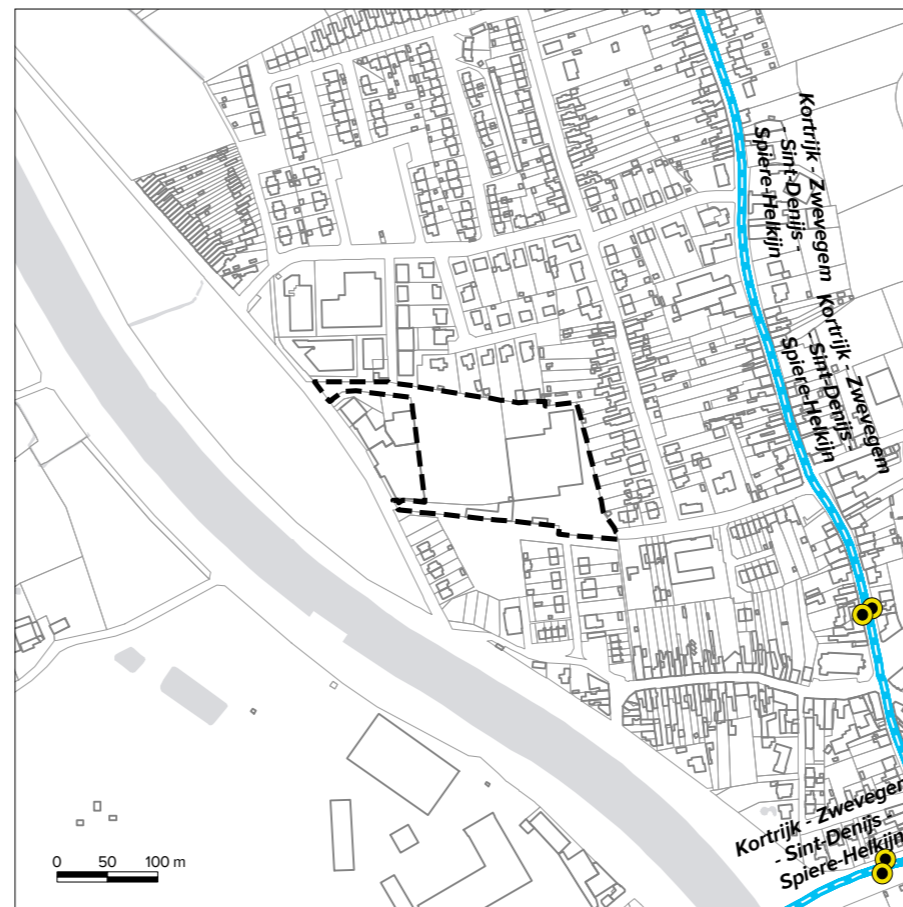 Kortrijk - Zwevegem
- Sint-Denijs -
Spiere-Helkijn
Kortrijk - Zwevegem
- Sint-Denijs -
Spiere-Helkijn
Kortrijk - Zwevegem
- Sint-Denijs -
Spiere-Helkijn
0 50 100 m